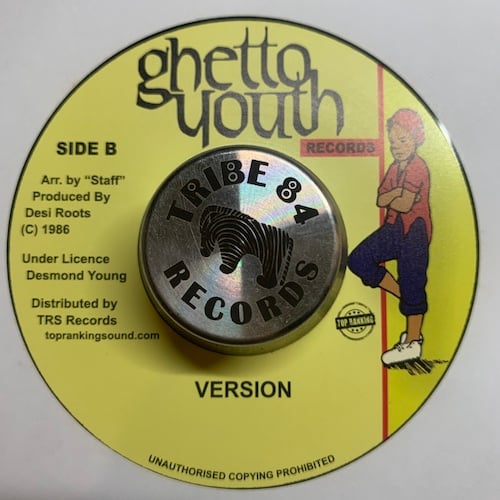 ghetto
youth
RECORDS
SIDE B
Arr. by “Staff”
Produced By
Desi Roots
(C) 1986
Under Licence
Desmond Young
Distributed by
TRS Records
toprankingsound.com
TRIBE 84
RECORDS
TOP RANKING
VERSION
UNAUTHORISED COPYING PROHIBITED